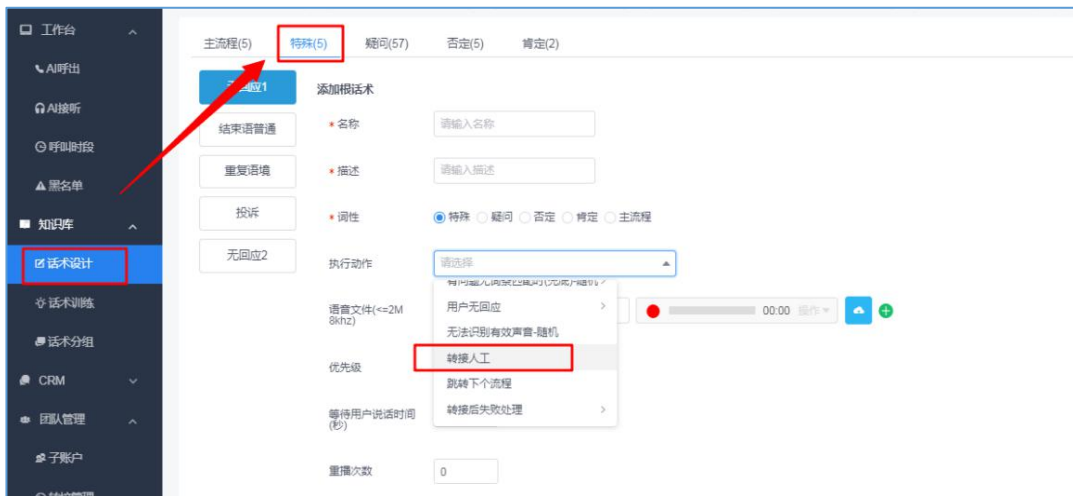 工作台
AI呼出
AI接听
呼叫时段
黑名单
知识库
话术设计
话术训练
话术分组
CRM
团队管理
子账户
主流程(5) 特殊(5) 疑问(57) 否定(5) 肯定(2)
结束语普通
重复语境
投诉
无回应2
添加根话术
* 名称 请输入名称
* 描述 请输入描述
* 词性 特殊 疑问 否定 肯定 主流程
执行动作 请选择
用户无回应
无法识别有效声音-随机
转接人工
跳转下个流程
转接后失败处理
语音文件(<=2M
8khz)
00:00 操作
优先级
等待用户说话时间
(秒)
重播次数 0